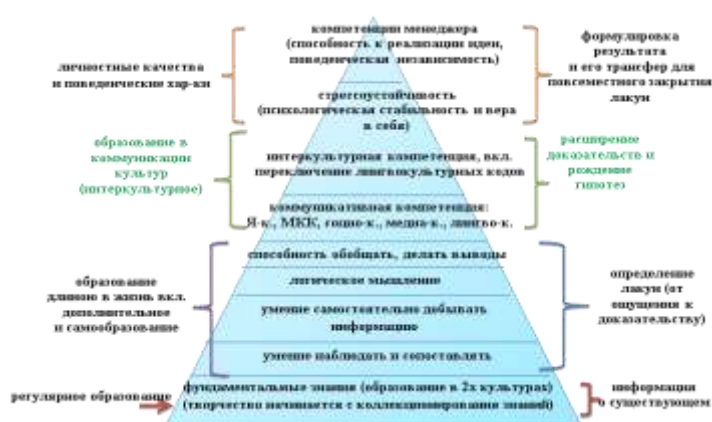 компетенции менеджера
(способность к реализации идеи,
поведенческая независимость)
стрессоустойчивость
(психологическая стабильность и вера
в себя)
интеркультурная компетенция, вкл.
переключение лингвокультурных кодов
коммуникативная компетенция:
Я-к., МКК, социо-к., медиа-к., лингво-к.
способность обобщать, делать выводы
логическое мышление
умение самостоятельно добывать
информацию
умение наблюдать и сопоставлять
фундаментальные знания (образование в 2х культурах)
(творчество начинается с коллекционирования знаний)
личностные качества
и поведенческие хар-ки
образование в
коммуникации
культур
(интеркультурное)
образование
длиною в жизнь вкл.
дополнительное
и самообразование
регулярное образование
формулировка
результата
и его трансфер для
повсеместного закрытия
лакун
расширение
доказательств и
рождение
гипотез
определение
лакун (от
ощущения к
доказательству)
информация
о существующем